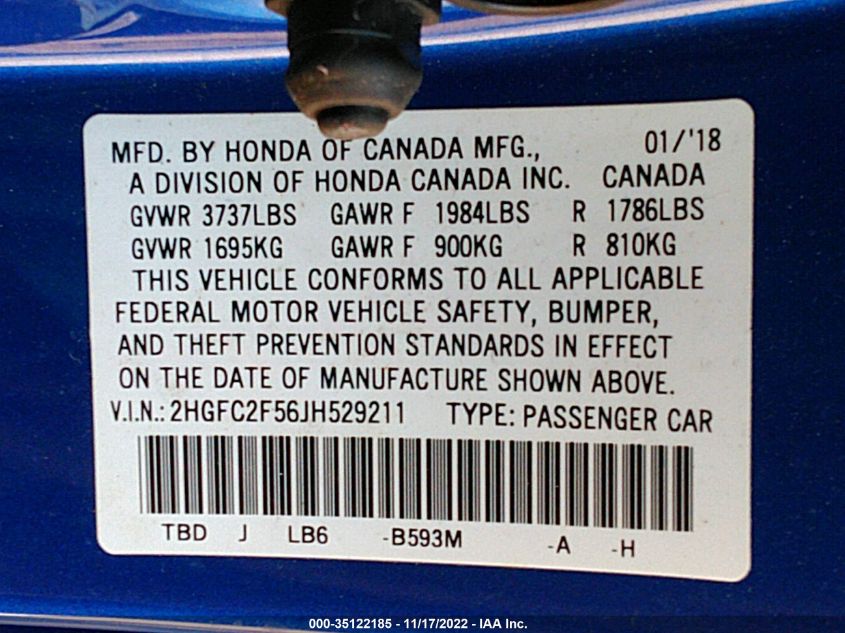 MFD. BY HONDA OF CANADA MFG., 01/'18
A DIVISION OF HONDA CANADA INC. CANADA
GVWR 3737LBS GAWR F 1984LBS R 1786LBS
GVWR 1695KG GAWR F 900KG R 810KG
THIS VEHICLE CONFORMS TO ALL APPLICABLE
FEDERAL MOTOR VEHICLE SAFETY, BUMPER,
AND THEFT PREVENTION STANDARDS IN EFFECT
ON THE DATE OF MANUFACTURE SHOWN ABOVE.
V.I.N.: 2HGFC2F56JH529211 TYPE: PASSENGER CAR
TBD J LB6 -B593M -A -H
000-35122185 - 11/17/2022 - IAA Inc.